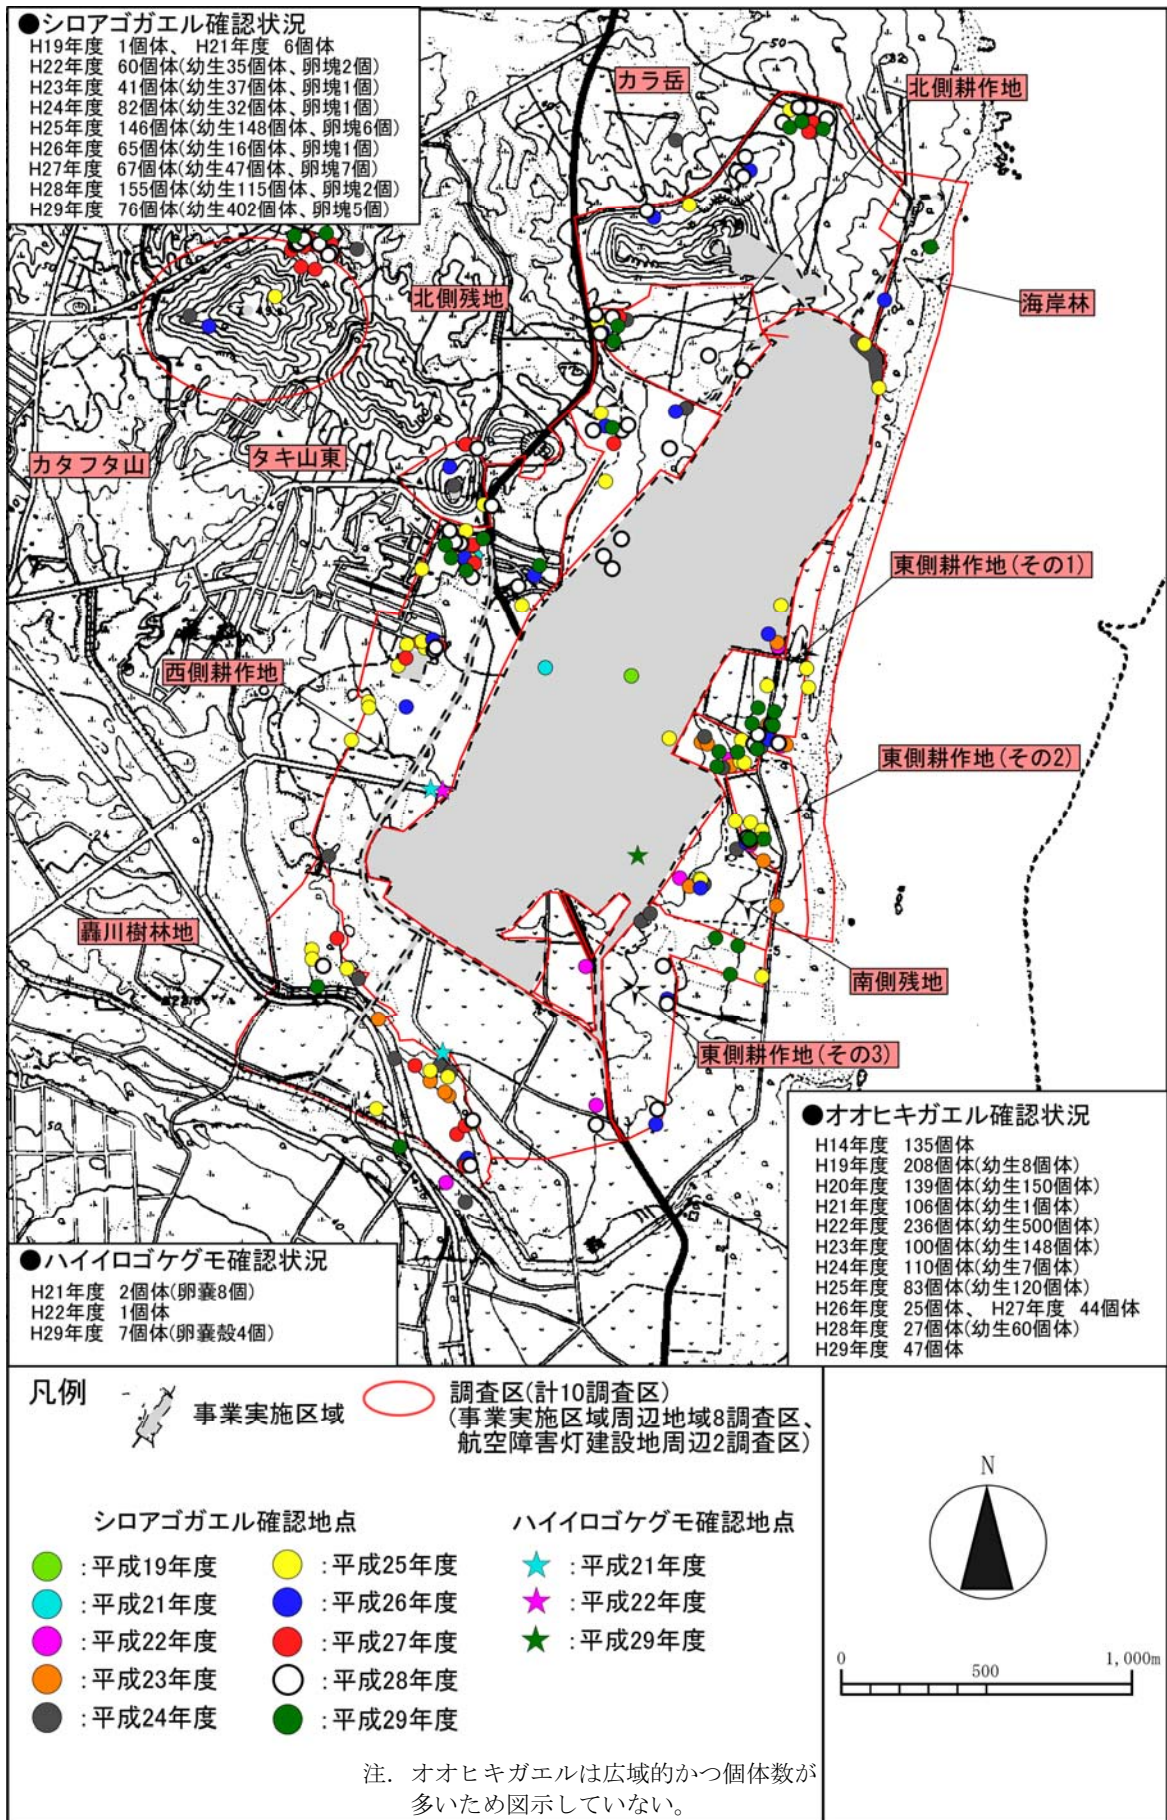 ●シロアゴガエル確認状況
H19年度 1個体、 H21年度 6個体
H22年度 60個体(幼生35個体、卵塊2個)
H23年度 41個体(幼生37個体、卵塊1個)
H24年度 82個体(幼生32個体、卵塊1個)
H25年度 146個体(幼生148個体、卵塊6個)
H26年度 65個体(幼生16個体、卵塊1個)
H27年度 67個体(幼生47個体、卵塊7個)
H28年度 155個体(幼生115個体、卵塊2個)
H29年度 76個体(幼生402個体、卵塊5個)
カラ岳
北側耕作地
北側残地
海岸林
カタフタ山
タキ山東
東側耕作地(その1)
西側耕作地
東側耕作地(その2)
轟川樹林地
南側残地
東側耕作地(その3)
●オオヒキガエル確認状況
H14年度 135個体
H19年度 208個体(幼生8個体)
H20年度 139個体(幼生150個体)
H21年度 106個体(幼生1個体)
H22年度 236個体(幼生500個体)
H23年度 100個体(幼生148個体)
H24年度 110個体(幼生7個体)
H25年度 83個体(幼生120個体)
H26年度 25個体、 H27年度 44個体
H28年度 27個体(幼生60個体)
H29年度 47個体
●ハイイロゴケグモ確認状況
H21年度 2個体(卵嚢8個)
H22年度 1個体
H29年度 7個体(卵嚢殻4個)
凡例
事業実施区域
調査区(計10調査区)
(事業実施区域周辺地域8調査区、
航空障害灯建設地周辺2調査区)
シロアゴガエル確認地点
:平成19年度
:平成21年度
:平成22年度
:平成23年度
:平成24年度
:平成25年度
:平成26年度
:平成27年度
:平成28年度
:平成29年度
ハイイロゴケグモ確認地点
:平成21年度
:平成22年度
:平成29年度
N
0 500 1,000m
注. オオヒキガエルは広域的かつ個体数が
多いため図示していない。